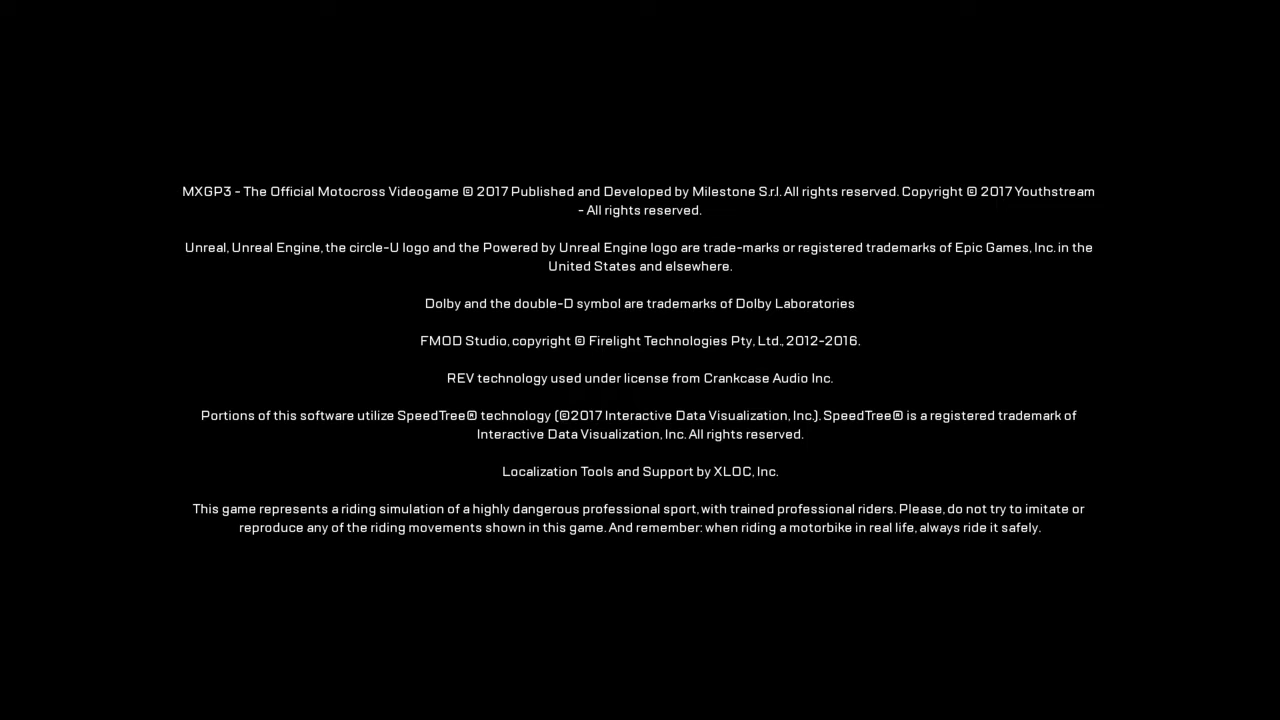 MXGP3 - The Official Motocross Videogame © 2017 Published and Developed by Milestone S.r.l. All rights reserved. Copyright © 2017 Youthstream
- All rights reserved.
Unreal, Unreal Engine, the circle-U logo and the Powered by Unreal Engine logo are trade-marks or registered trademarks of Epic Games, Inc. in the
United States and elsewhere.
Dolby and the double-D symbol are trademarks of Dolby Laboratories
FMOD Studio, copyright © Firelight Technologies Pty, Ltd., 2012-2016.
REV technology used under license from Crankcase Audio Inc.
Portions of this software utilize SpeedTree® technology (©2017 Interactive Data Visualization, Inc.). SpeedTree® is a registered trademark of
Interactive Data Visualization, Inc. All rights reserved.
Localization Tools and Support by XLOC, Inc.
This game represents a riding simulation of a highly dangerous professional sport, with trained professional riders. Please, do not try to imitate or
reproduce any of the riding movements shown in this game. And remember: when riding a motorbike in real life, always ride it safely.